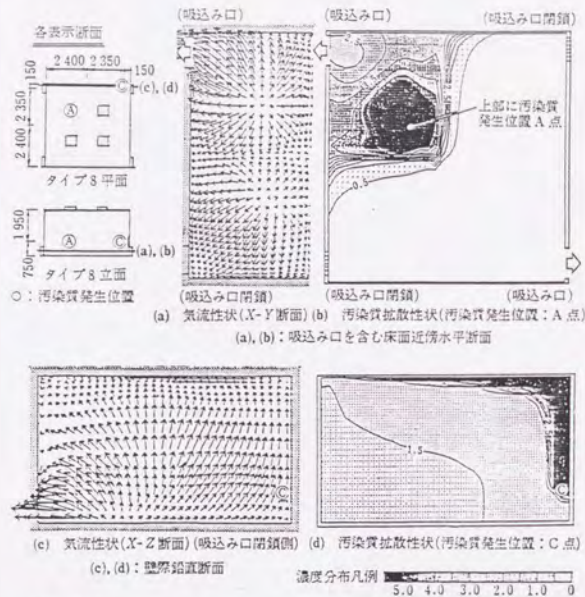 各表示断面
2 400 2 350
150
150
(c), (d)
2 350
2 400
Ⓐ
Ⓒ
タイプ8平面
1 950
750
Ⓐ
Ⓒ
(a), (b)
タイプ8立面
○：汚染質発生位置
(吸込み口)
(吸込み口閉鎖)
(a) 気流性状(X-Y断面)
(吸込み口)
(吸込み口閉鎖)
上部に汚染質
発生位置A点
0.5
(吸込み口閉鎖)
(吸込み口)
(b) 汚染質拡散性状(汚染質発生位置：A点)
(a), (b)：吸込み口を含む床面近傍水平断面
Ⓒ
(c) 気流性状(X-Z断面)(吸込み口閉鎖側)
1.5
Ⓒ
(d) 汚染質拡散性状(汚染質発生位置：C点)
(c), (d)：壁際鉛直断面
濃度分布凡例
5.0 4.0 3.0 2.0 1.0 0